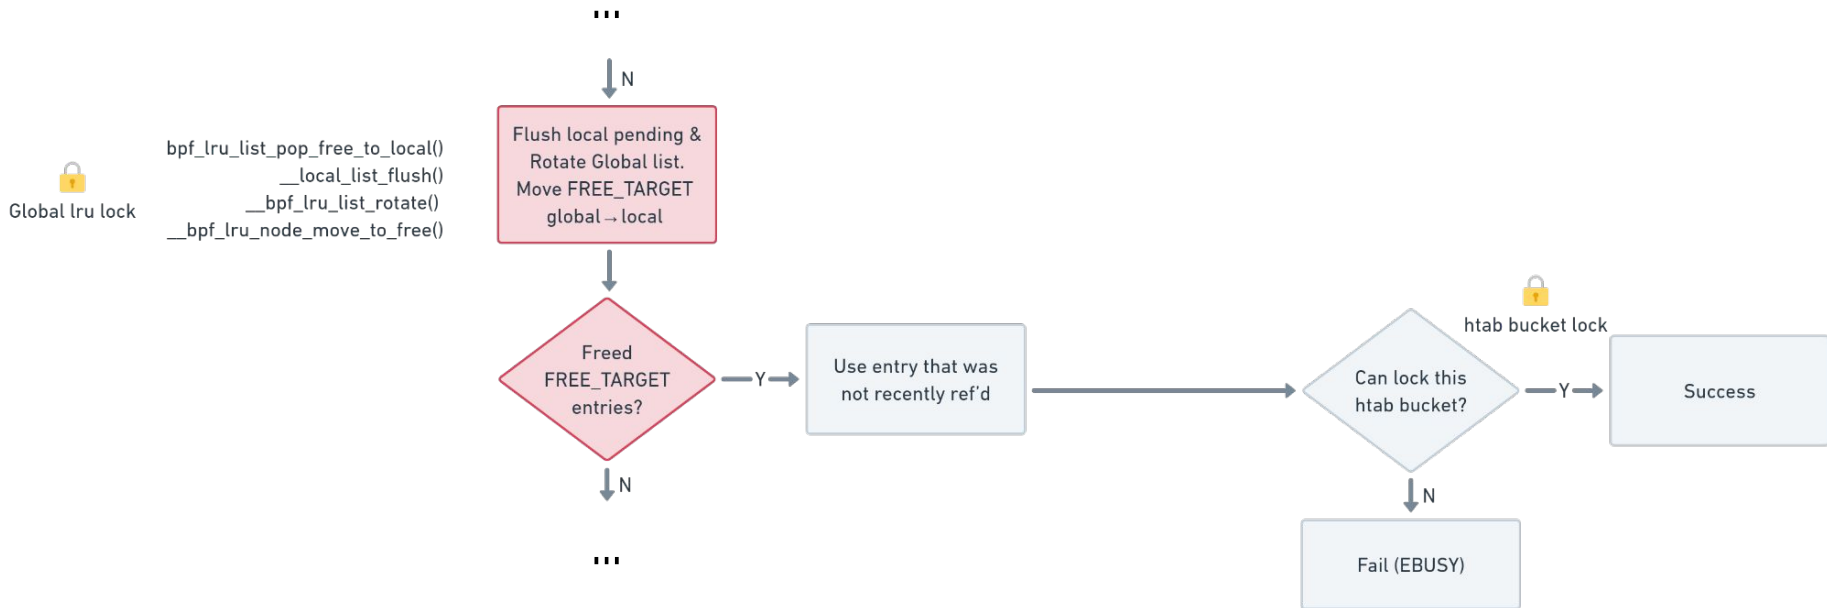 ...
N
Global lru lock
bpf_lru_list_pop_free_to_local()
__local_list_flush()
__bpf_lru_list_rotate()
__bpf_lru_node_move_to_free()
Flush local pending &
Rotate Global list.
Move FREE_TARGET
global→local
Freed
FREE_TARGET
entries?
Y
Use entry that was
not recently ref'd
htab bucket lock
Can lock this
htab bucket?
Y
Success
N
N
Fail (EBUSY)
...